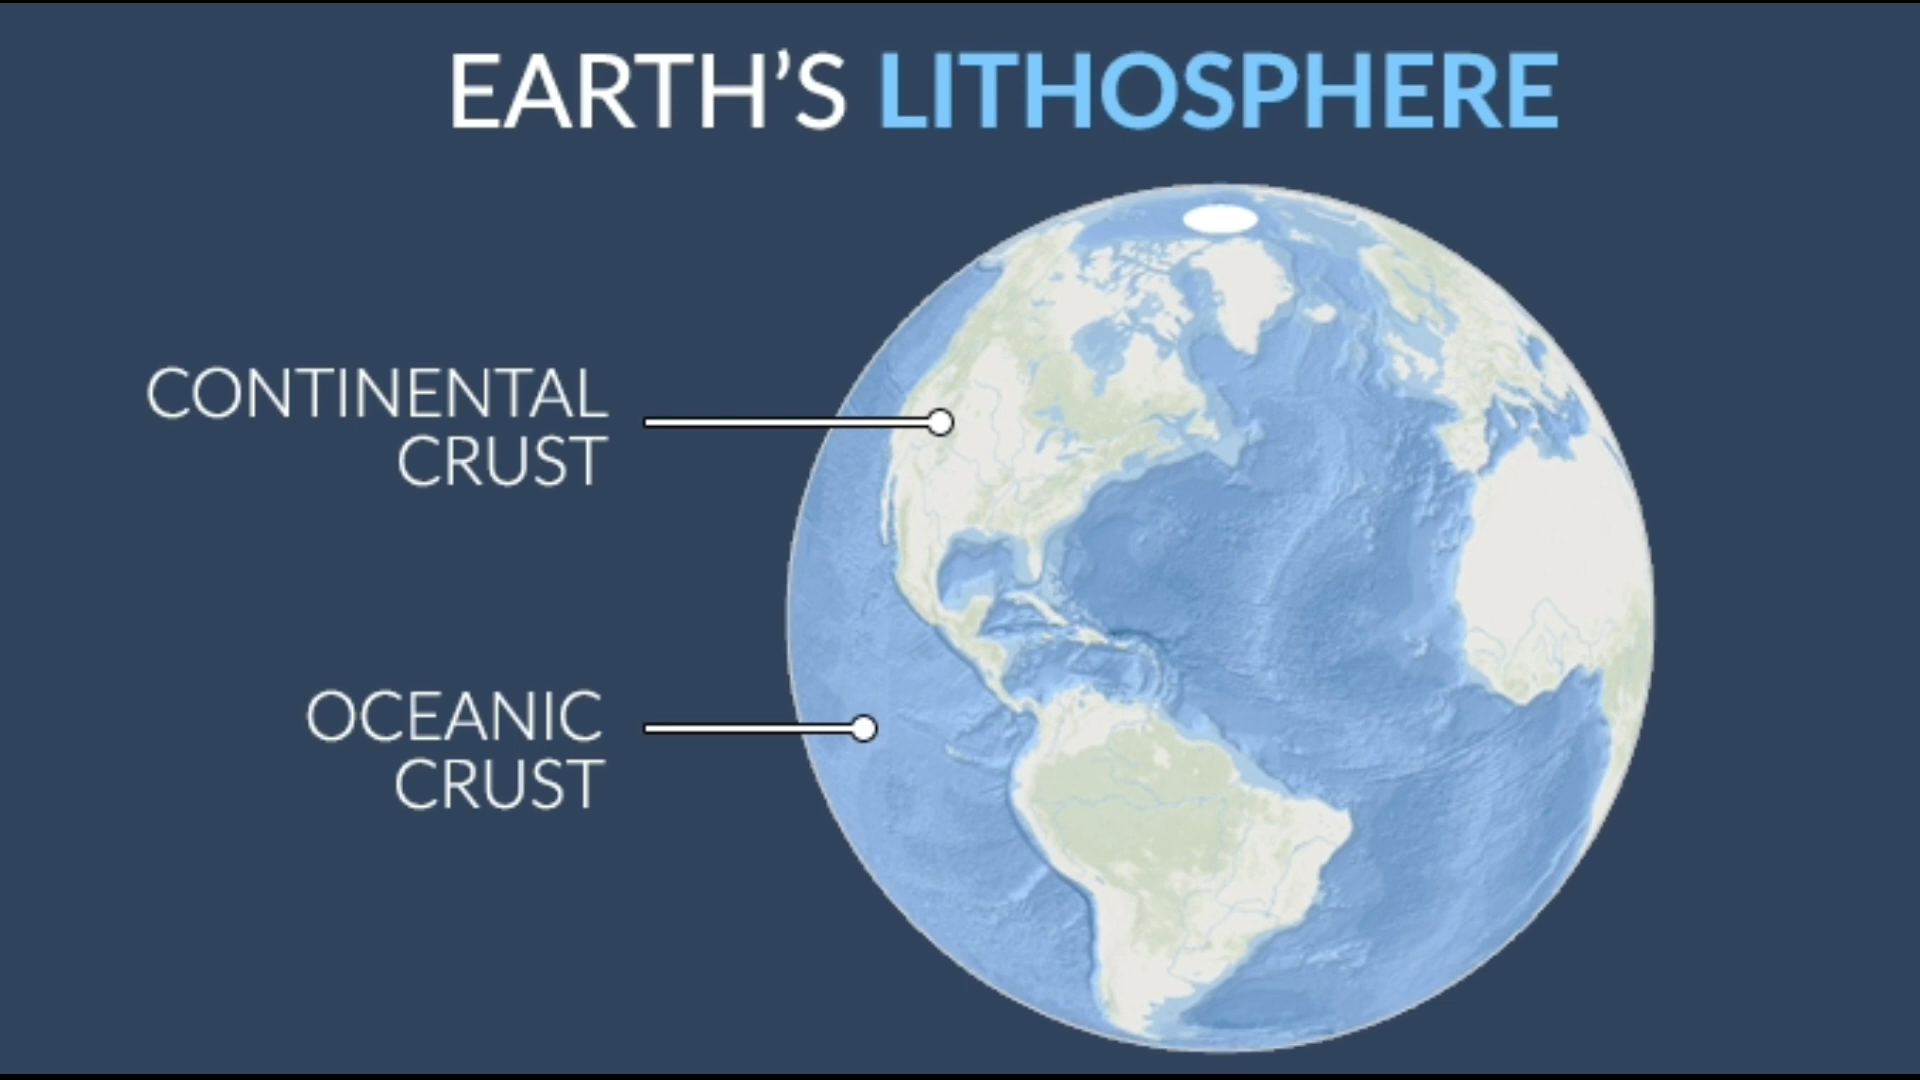 EARTH’S LITHOSPHERE
CONTINENTAL
CRUST
OCEANIC
CRUST